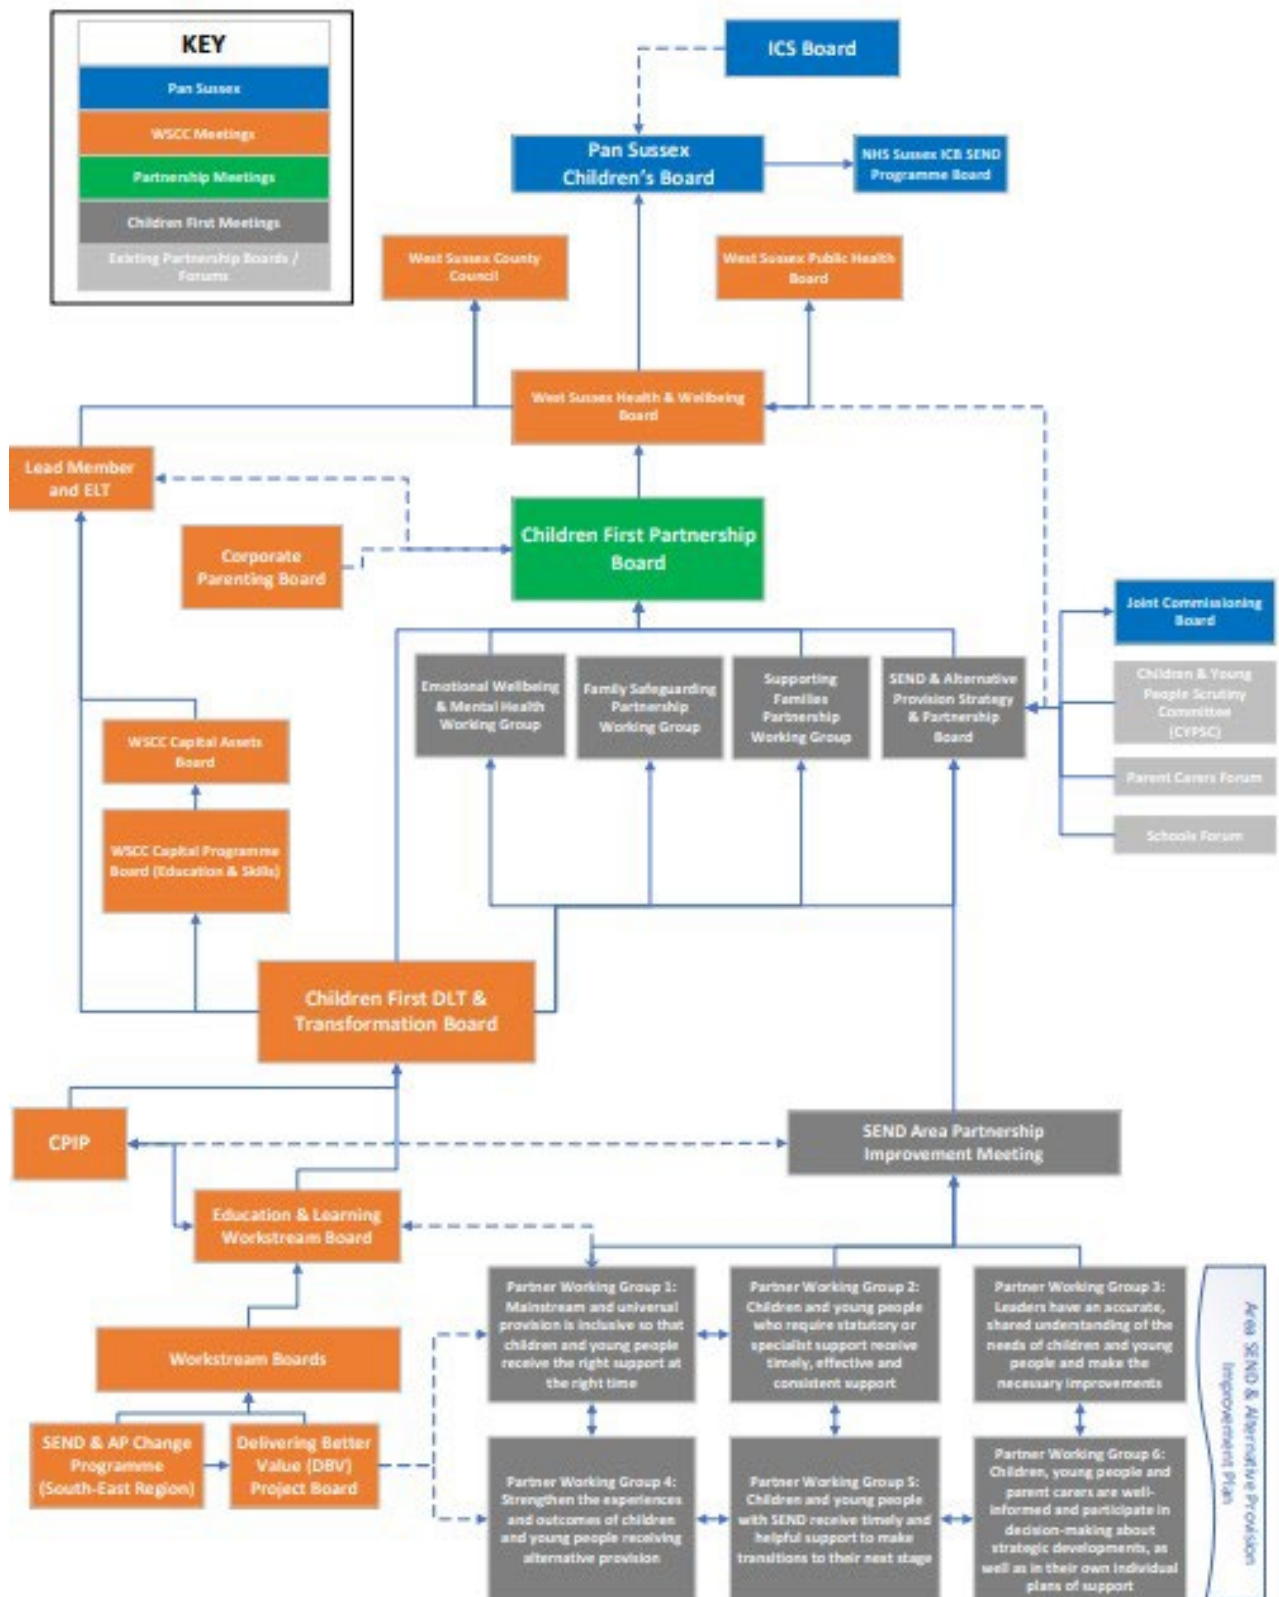 KEY
Pan Sussex
WSCC Meetings
Partnership Meetings
Children First Meetings
Existing Partnership Boards /
Forums
ICS Board
Pan Sussex
Children's Board
NHS Sussex ICB SEND
Programme Board
West Sussex County
Council
West Sussex Public Health
Board
West Sussex Health & Wellbeing
Board
Lead Member
and ELT
Corporate
Parenting Board
Children First Partnership
Board
Joint Commissioning
Board
Children & Young
People Scrutiny
Committee
(CYPSC)
Parent Carers Forum
Schools Forum
Emotional Wellbeing
& Mental Health
Working Group
Family Safeguarding
Partnership
Working Group
Supporting
Families
Partnership
Working Group
SEND & Alternative
Provision Strategy
& Partnership
Board
WSCC Capital Assets
Board
WSCC Capital Programme
Board (Education & Skills)
Children First DLT &
Transformation Board
CPIP
SEND Area Partnership
Improvement Meeting
Education & Learning
Workstream Board
Workstream Boards
SEND & AP Change
Programme
(South-East Region)
Delivering Better
Value (DBV)
Project Board
Partner Working Group 1:
Mainstream and universal
provision is inclusive so that
children and young people
receive the right support at
the right time
Partner Working Group 2:
Children and young people
who require statutory or
specialist support receive
timely, effective and
consistent support
Partner Working Group 3:
Leaders have an accurate,
shared understanding of the
needs of children and young
people and make the
necessary improvements
Partner Working Group 4:
Strengthen the experiences
and outcomes of children
and young people receiving
alternative provision
Partner Working Group 5:
Children and young people
with SEND receive timely and
helpful support to make
transitions to their next stage
Partner Working Group 6:
Children, young people and
parent carers are well-
informed and participate in
decision-making about
strategic developments, as
well as in their own individual
plans of support
Area SEND & Alternative Provision
Improvement Plan